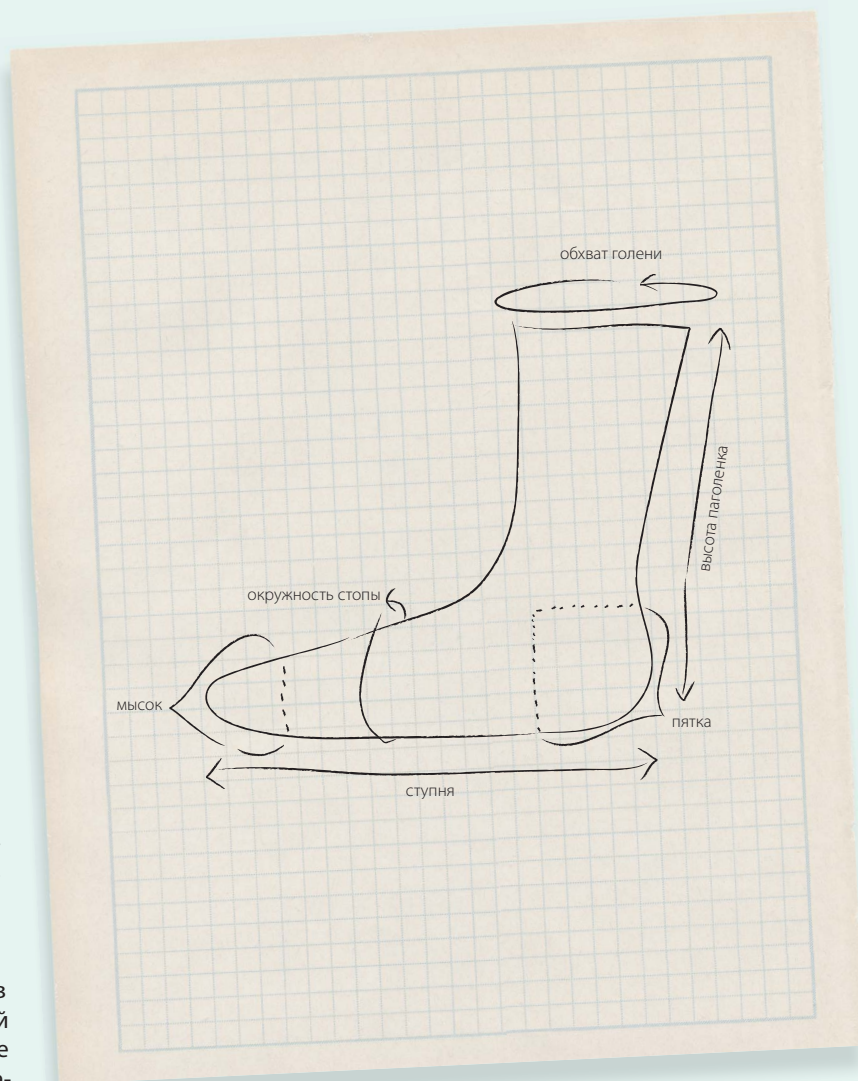 обхват голени
высота паголенка
окружность стопы
мысок
пятка
ступня
в
й
е